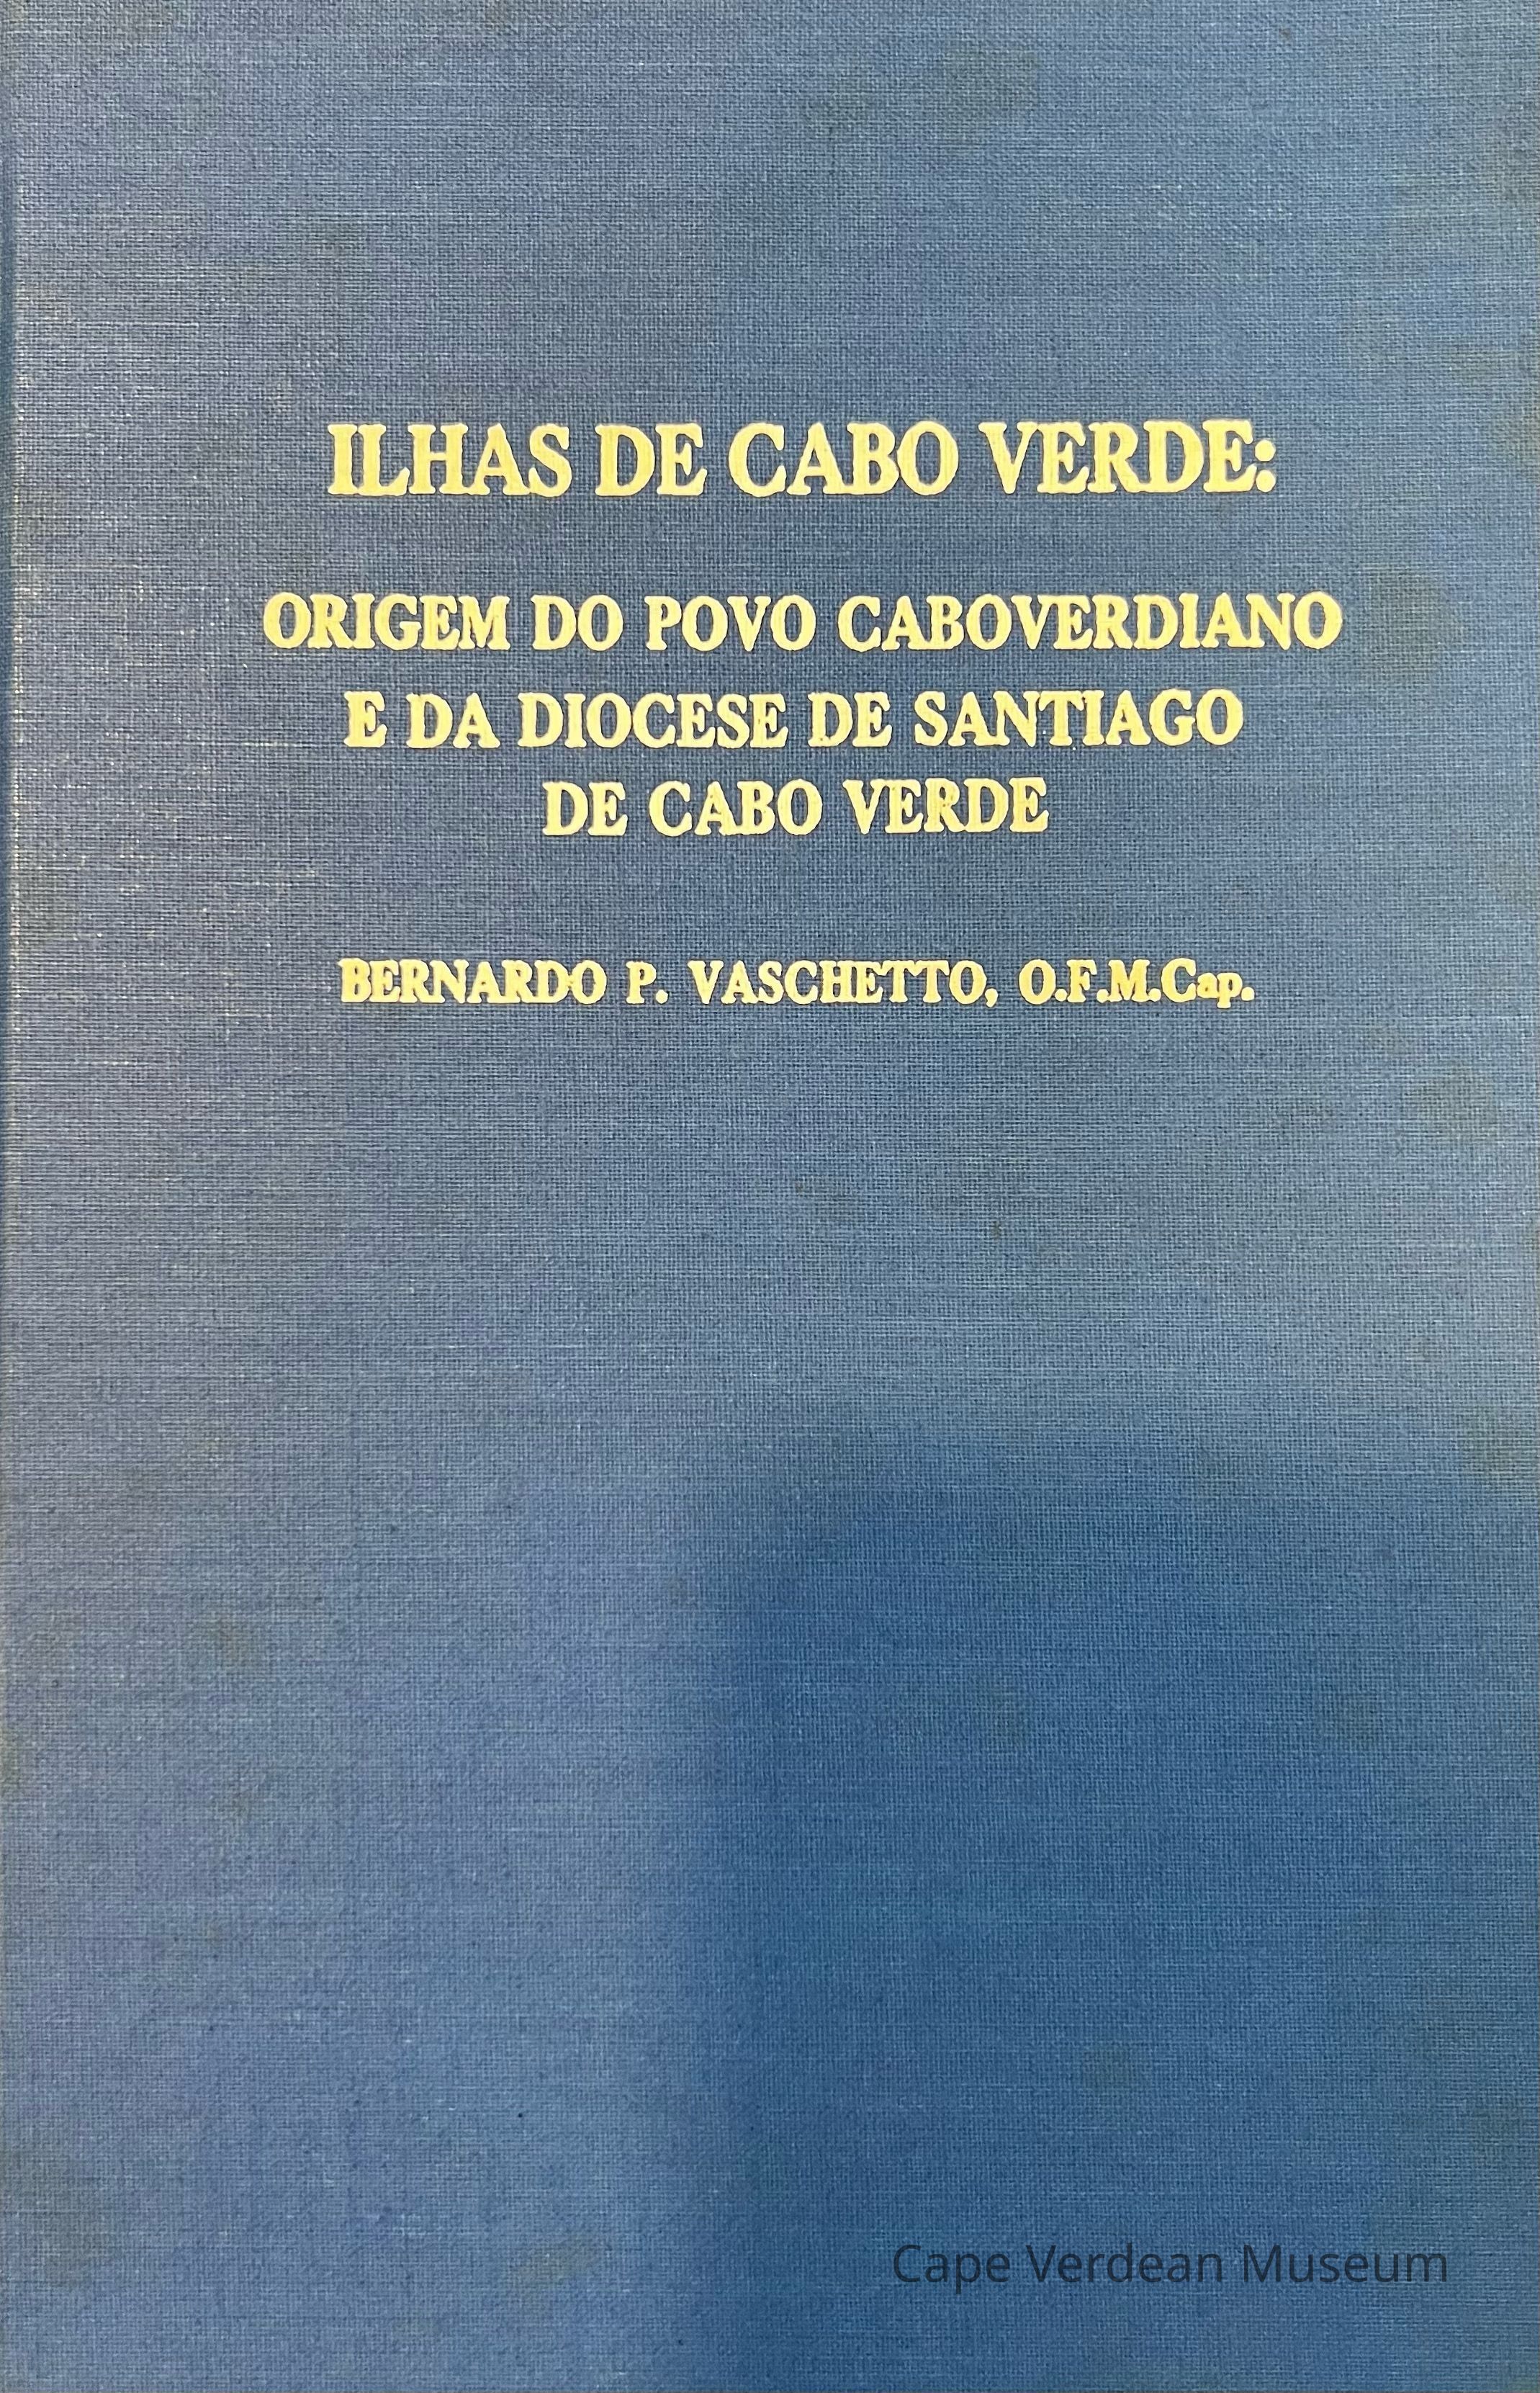 ILHAS DE CABO VERDE:
ORIGEM DO POVO CABOVERDIANO
E DA DIOCESE DE SANTIAGO
DE CABO VERDE
BERNARDO P. VASCHETTO, O.F.M.Cap.
Cape Verdean Museum